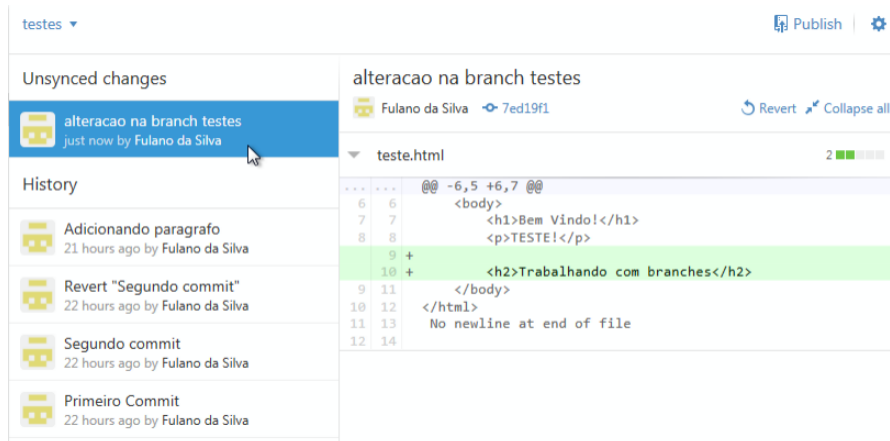 testes
Publish
Unsynced changes
alteracao na branch testes
just now by Fulano da Silva
History
Adicionando paragrafo
21 hours ago by Fulano da Silva
Revert "Segundo commit"
22 hours ago by Fulano da Silva
Segundo commit
22 hours ago by Fulano da Silva
Primeiro Commit
22 hours ago by Fulano da Silva
alteracao na branch testes
Fulano da Silva 7ed19f1 Revert Collapse all
teste.html 2
... ... @@ -6,5 +6,7 @@
6 6 <body>
7 7 <h1>Bem Vindo!</h1>
8 8 <p>TESTE!</p>
9 +
10 + <h2>Trabalhando com branches</h2>
9 11 </body>
10 12 </html>
11 13 No newline at end of file
12 14